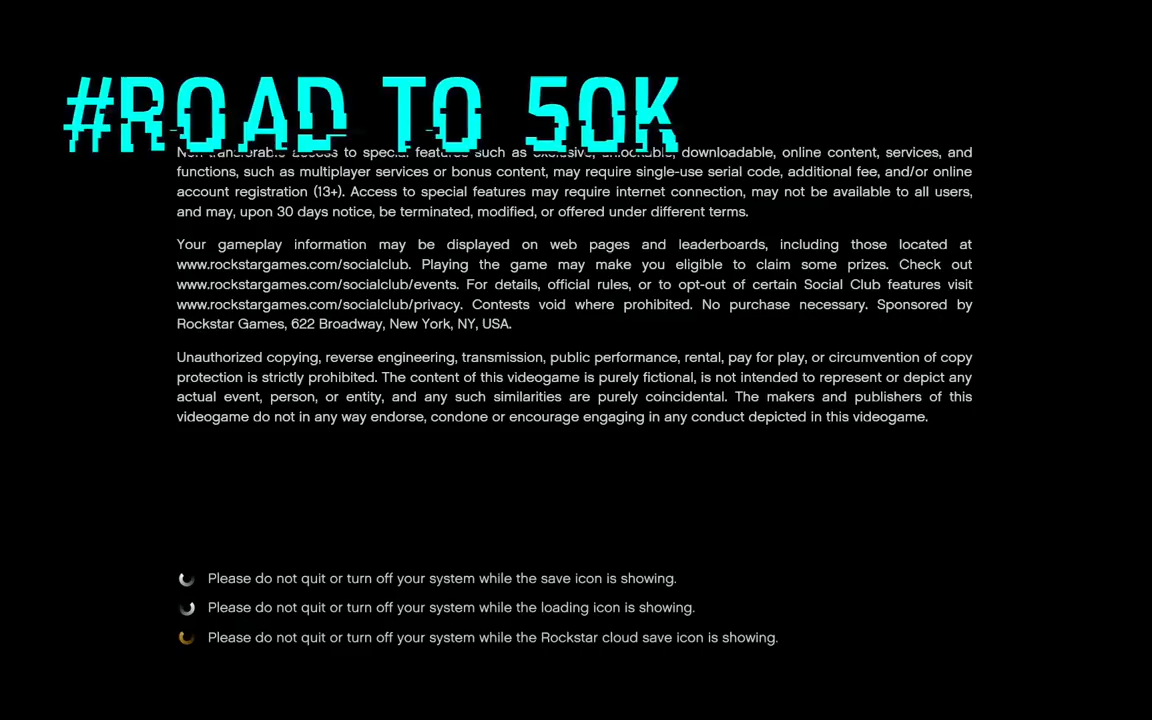 #ROAD TO 50K
Non-transferable access to special features such as exclusive, unlockable, downloadable, online content, services, and
functions, such as multiplayer services or bonus content, may require single-use serial code, additional fee, and/or online
account registration (13+). Access to special features may require internet connection, may not be available to all users,
and may, upon 30 days notice, be terminated, modified, or offered under different terms.
Your gameplay information may be displayed on web pages and leaderboards, including those located at
www.rockstargames.com/socialclub. Playing the game may make you eligible to claim some prizes. Check out
www.rockstargames.com/socialclub/events. For details, official rules, or to opt-out of certain Social Club features visit
www.rockstargames.com/socialclub/privacy. Contests void where prohibited. No purchase necessary. Sponsored by
Rockstar Games, 622 Broadway, New York, NY, USA.
Unauthorized copying, reverse engineering, transmission, public performance, rental, pay for play, or circumvention of copy
protection is strictly prohibited. The content of this videogame is purely fictional, is not intended to represent or depict any
actual event, person, or entity, and any such similarities are purely coincidental. The makers and publishers of this
videogame do not in any way endorse, condone or encourage engaging in any conduct depicted in this videogame.
Please do not quit or turn off your system while the save icon is showing.
Please do not quit or turn off your system while the loading icon is showing.
Please do not quit or turn off your system while the Rockstar cloud save icon is showing.